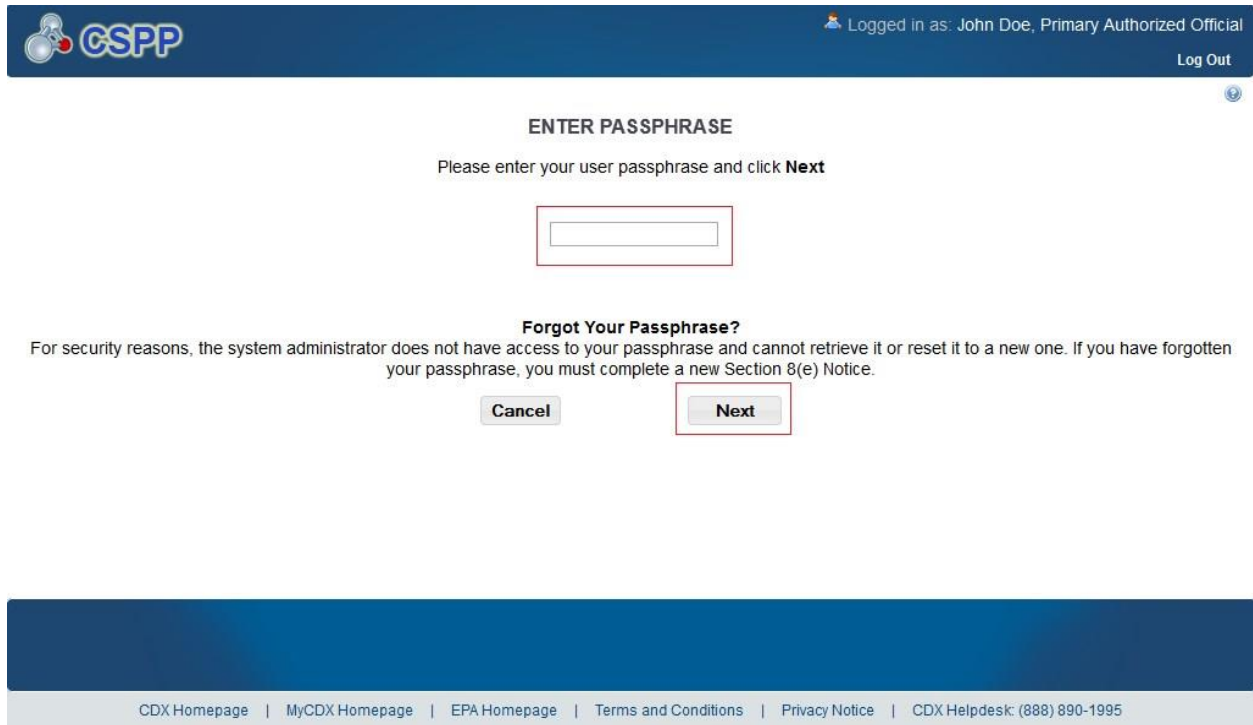 CSPP
Logged in as: John Doe, Primary Authorized Official
Log Out
ENTER PASSPHRASE
Please enter your user passphrase and click Next
Forgot Your Passphrase?
For security reasons, the system administrator does not have access to your passphrase and cannot retrieve it or reset it to a new one. If you have forgotten
your passphrase, you must complete a new Section 8(e) Notice.
Cancel Next
CDX Homepage | MyCDX Homepage | EPA Homepage | Terms and Conditions | Privacy Notice | CDX Helpdesk: (888) 890-1995